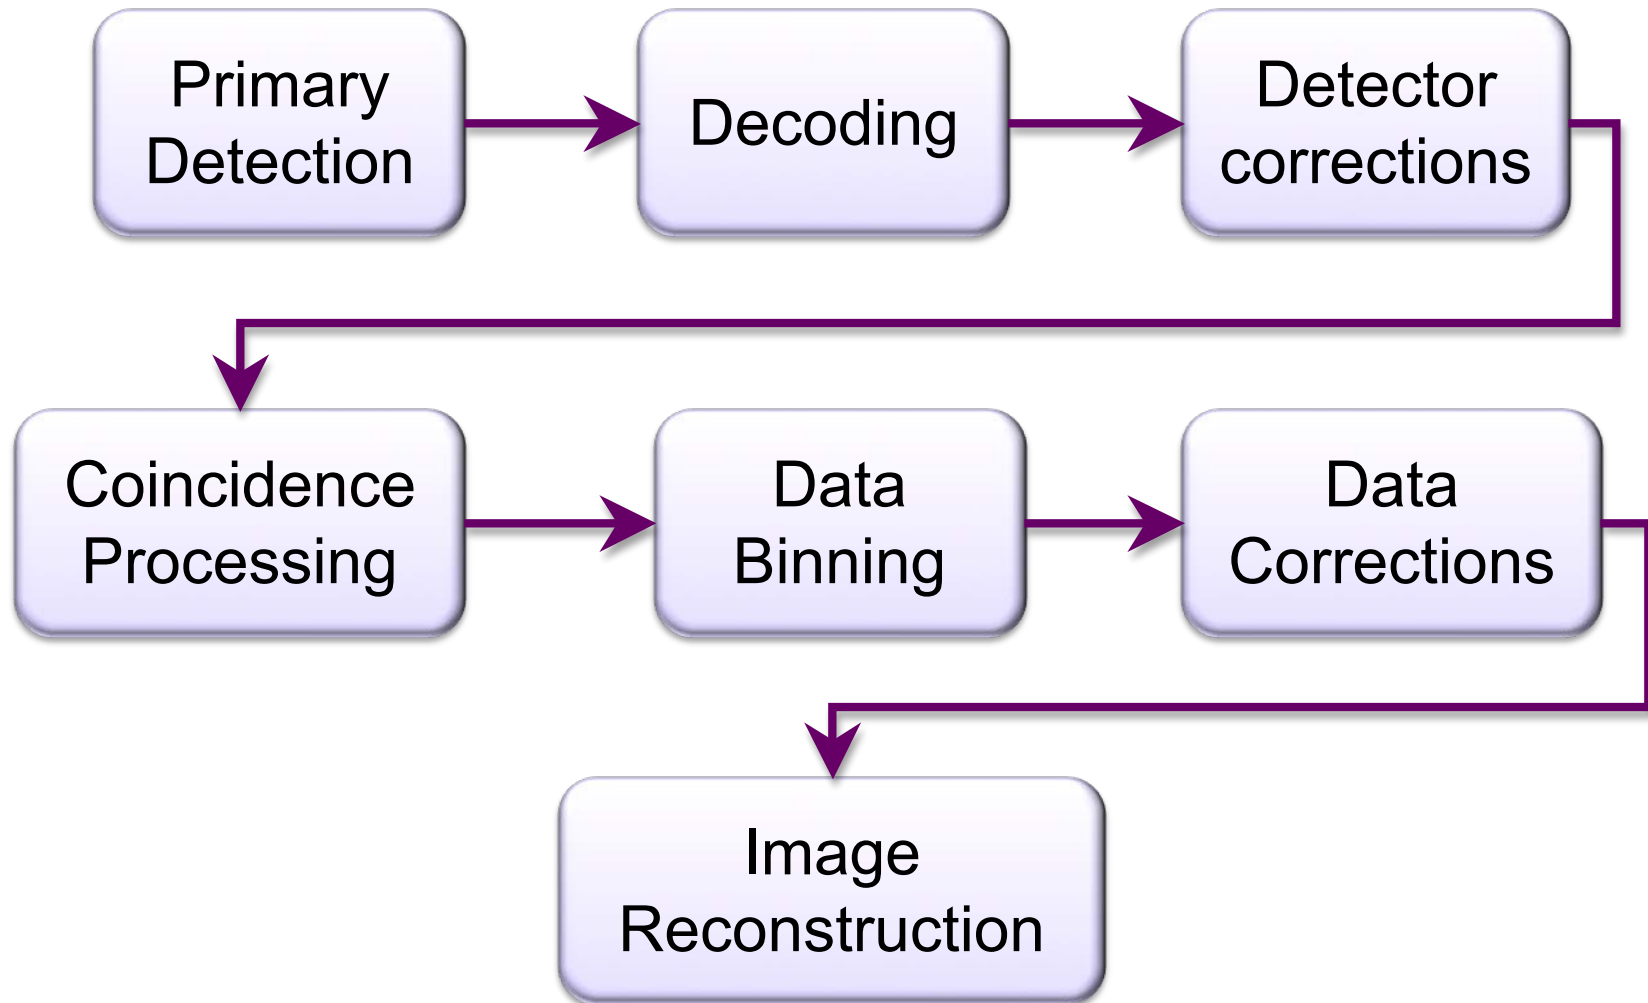 Primary
Detection
Decoding
Detector
corrections
Coincidence
Processing
Data
Binning
Data
Corrections
Image
Reconstruction